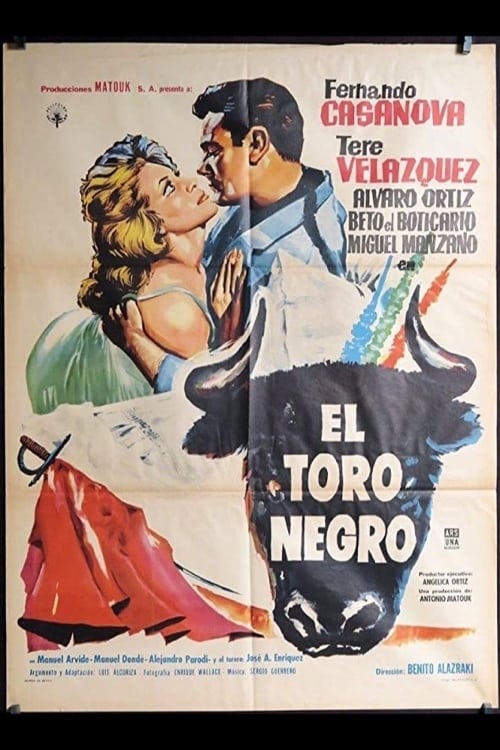 Producciones MATOUK S. A. presenta a:
Fernando
CASANOVA
Tere
VELAZQUEZ
ALVARO ORTIZ
BETO el BOTICARIO
MIGUEL MANZANO
en
EL
TORO
NEGRO
ARS
UNA
Productor ejecutivo:
ANGELICA ORTIZ
Una producción de:
ANTONIO MATOUK
con Manuel Arvide-Manuel Dondé-Alejandro Parodi- y el torero: José A. Enriquez
Argumento y Adaptación: LUIS ALCORIZA - Fotografía ENRIQUE WALLACE - Música: SERGIO GUERRERO
Dirección: BENITO ALAZRAKI